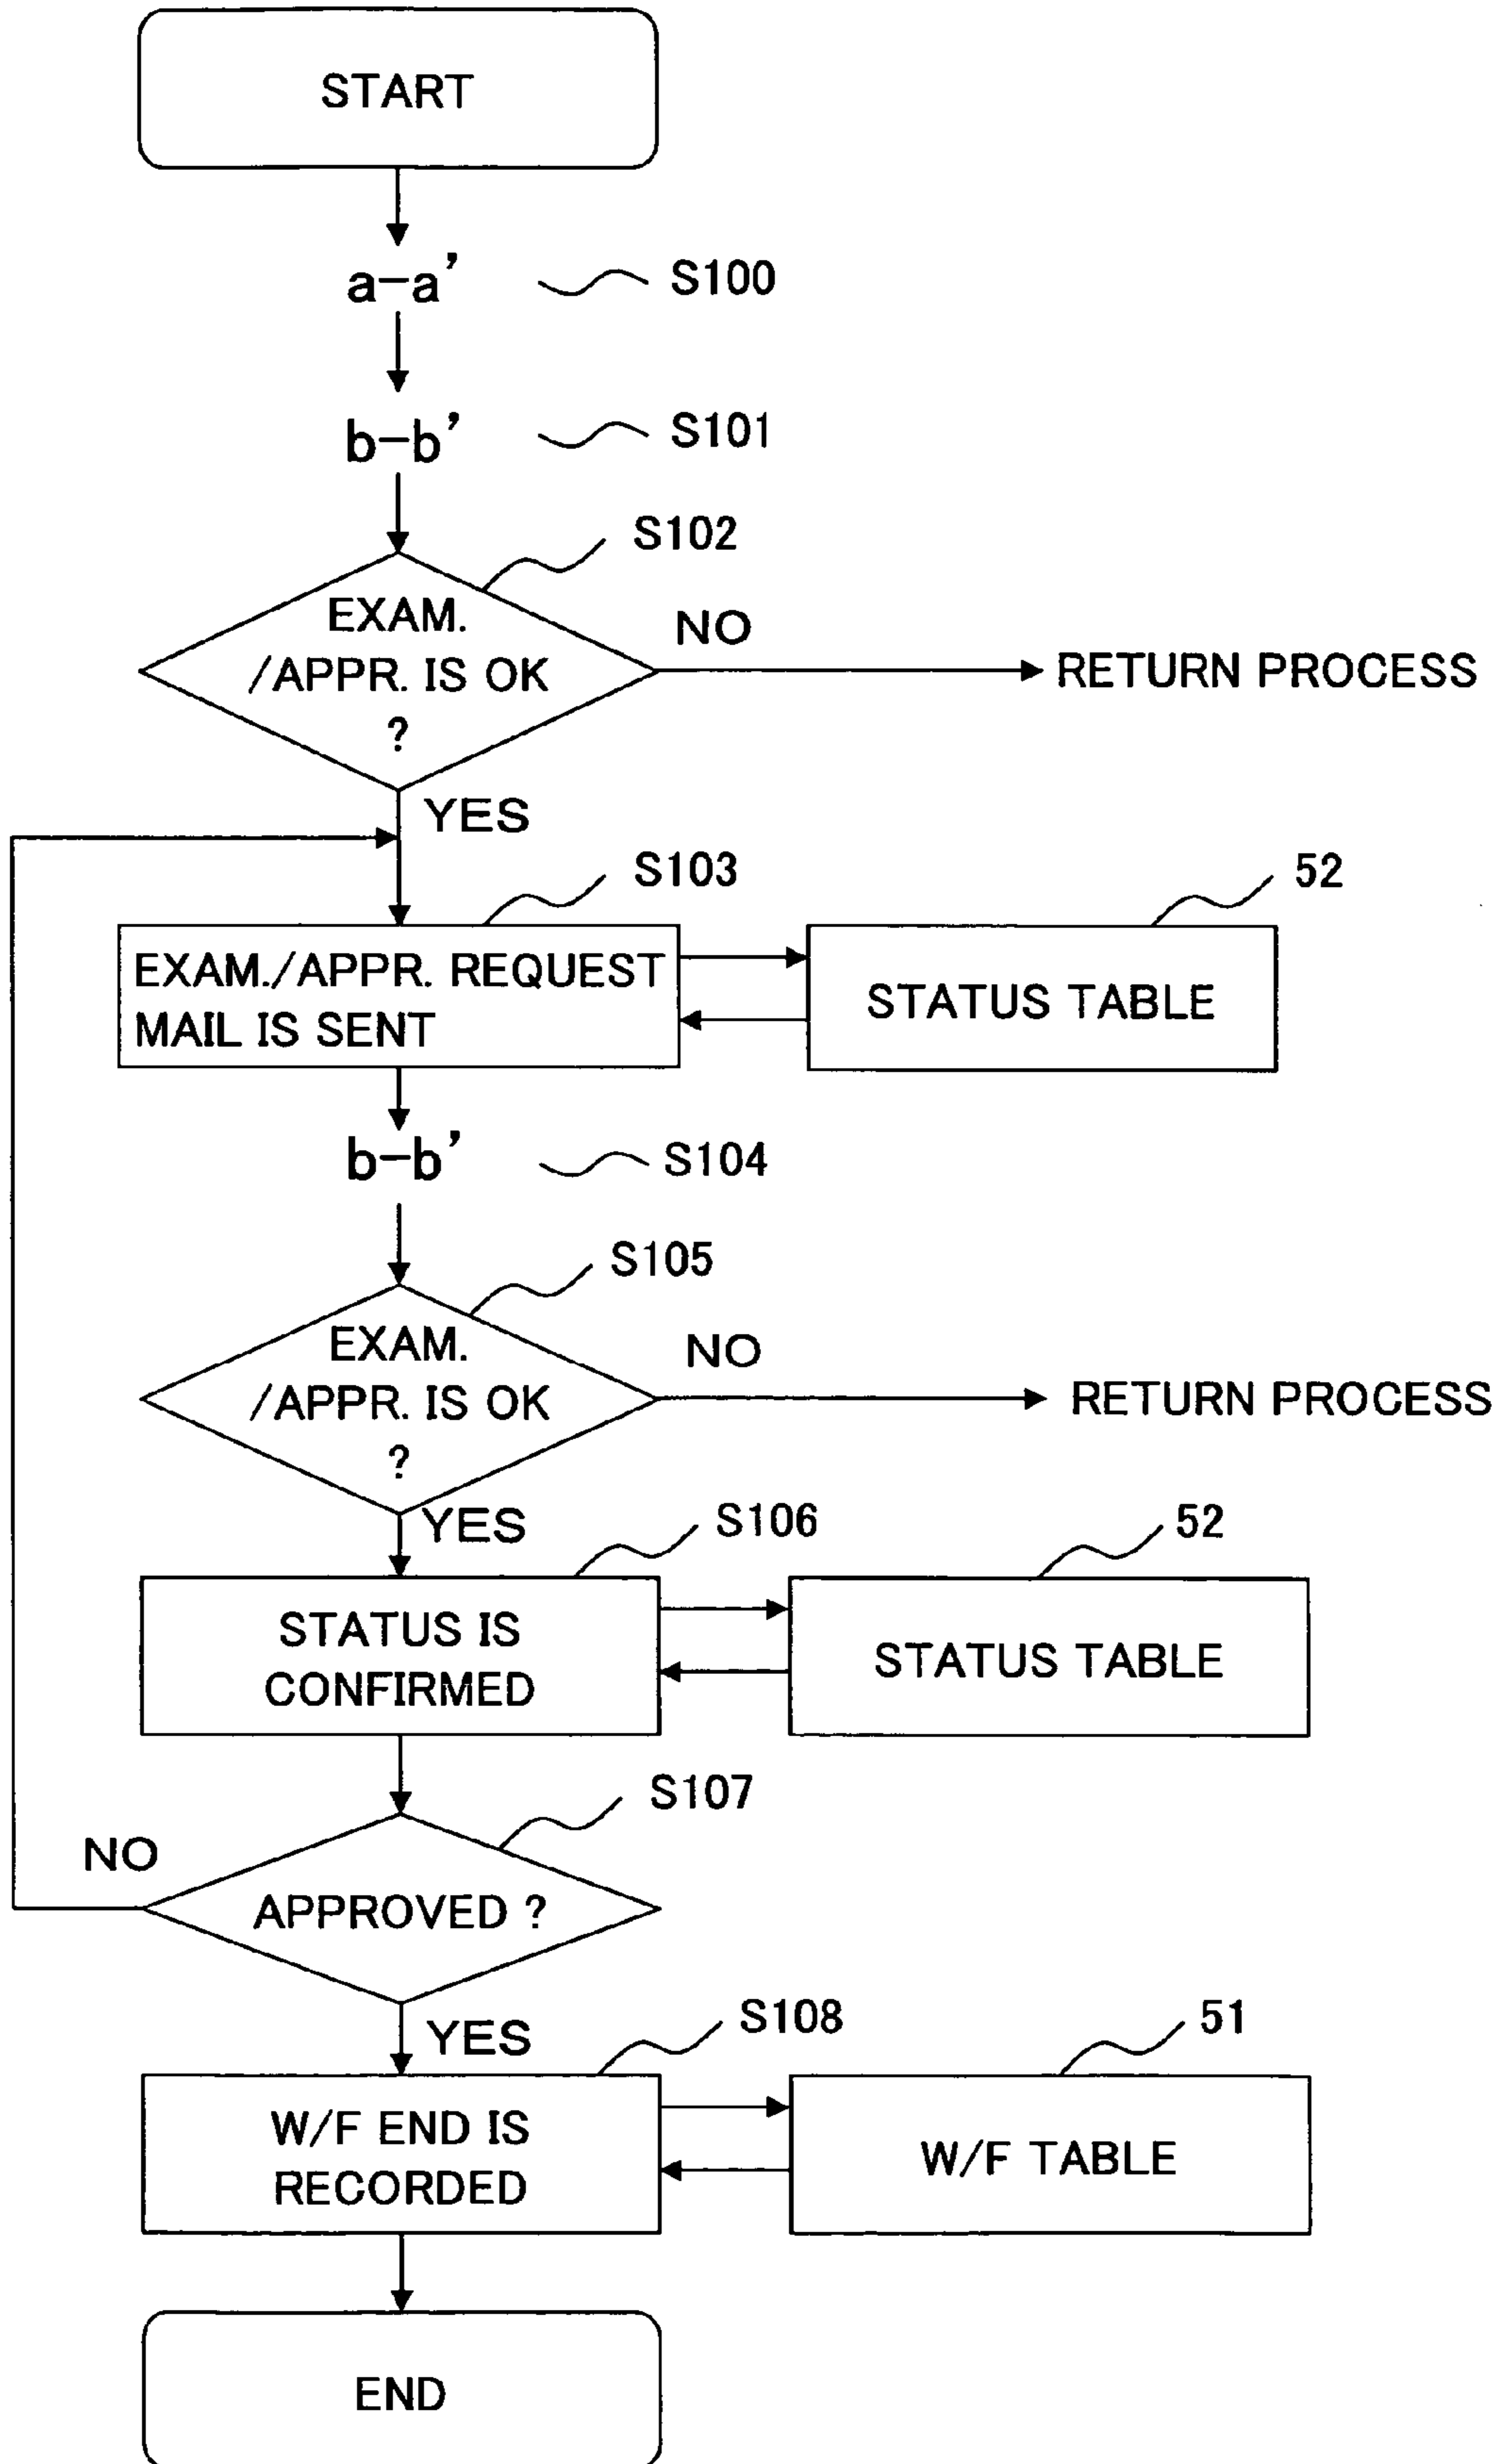 START
a-a' S100
b-b' S101
S102
EXAM.
/APPR. IS OK
?
NO
RETURN PROCESS
YES
S103
52
EXAM./APPR. REQUEST
MAIL IS SENT
STATUS TABLE
b-b' S104
S105
EXAM.
/APPR. IS OK
?
NO
RETURN PROCESS
YES
S106
52
STATUS IS
CONFIRMED
STATUS TABLE
S107
NO
APPROVED ?
YES
S108
51
W/F END IS
RECORDED
W/F TABLE
END